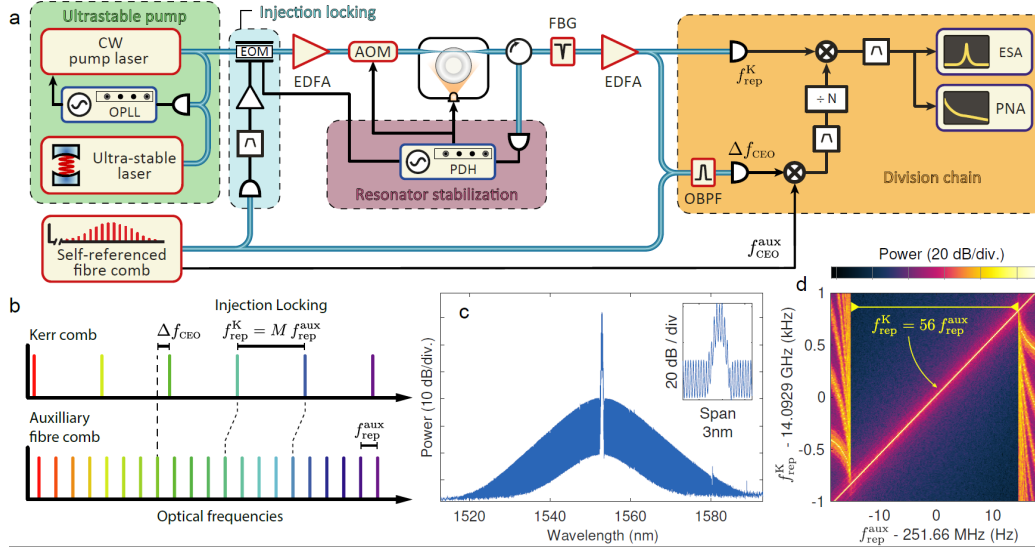 a
Ultrastable pump
CW
pump laser
OPLL
Ultra-stable
laser
Injection locking
EOM
EDFA
AOM
FBG
EDFA
PDH
Resonator stabilization
Self-referenced
fibre comb
OBPF
f_rep^K
Δf_CEO
f_CEO^aux
÷ N
ESA
PNA
Division chain
b
Injection Locking
Kerr comb
Δf_CEO
f_rep^K = M f_rep^aux
Auxilliary
fibre comb
f_rep^aux
Optical frequencies
c
Power (10 dB/div.)
20 dB / div
Span
3nm
1520
1540
1560
1580
Wavelength (nm)
Power (20 dB/div.)
d
f_rep^K = 56 f_rep^aux
f_rep^K - 14.0929 GHz (kHz)
1
0.5
0
-0.5
-1
-10
0
10
f_rep^aux - 251.66 MHz (Hz)